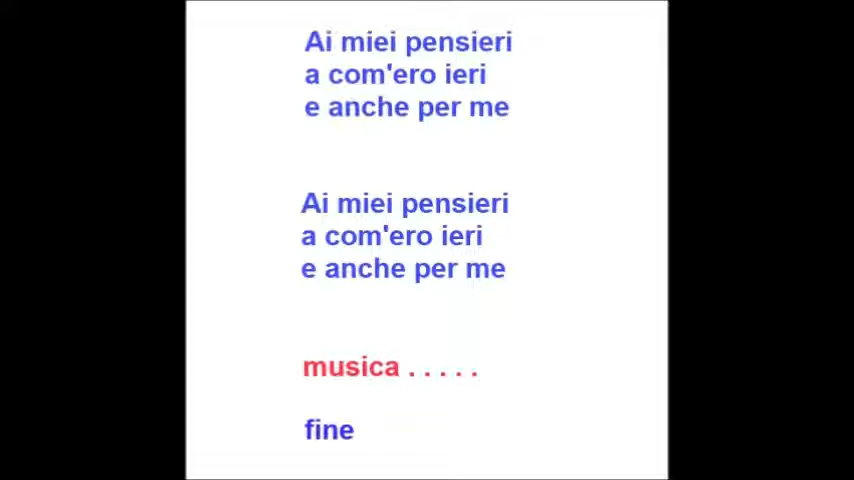 Ai miei pensieri
a com'ero ieri
e anche per me
Ai miei pensieri
a com'ero ieri
e anche per me
musica . . . . .
fine